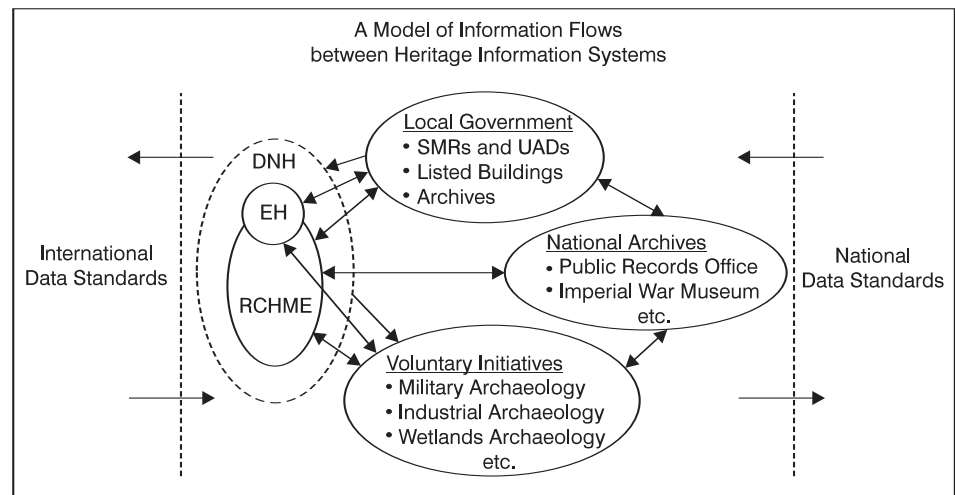 A Model of Information Flows
between Heritage Information Systems
International
Data Standards
DNH
EH
RCHME
Local Government
• SMRs and UADs
• Listed Buildings
• Archives
National Archives
• Public Records Office
• Imperial War Museum
etc.
Voluntary Initiatives
• Military Archaeology
• Industrial Archaeology
• Wetlands Archaeology
etc.
National
Data Standards